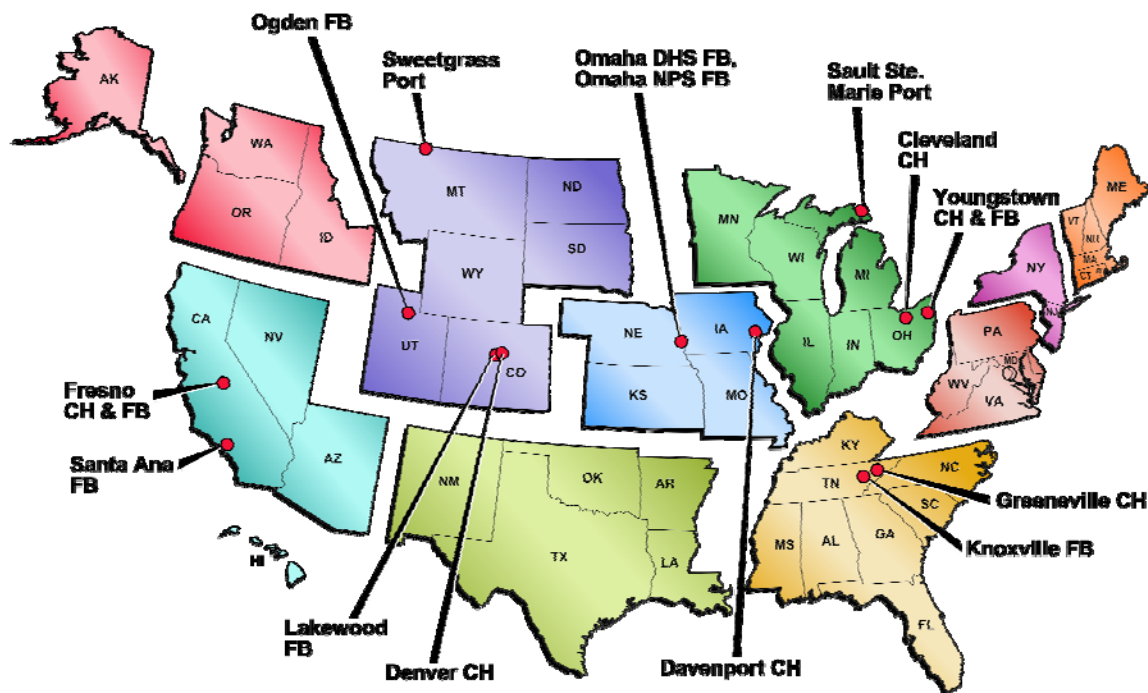 Ogden FB
Sweetgrass
Port
Omaha DHS FB,
Omaha NPS FB
Sault Ste.
Marie Port
Cleveland
CH
Youngstown
CH & FB
AK
WA
OR
ID
MT
ND
SD
WY
UT
CO
CA
NV
AZ
HI
NE
IA
KS
MO
MN
WI
MI
IL
IN
OH
ME
VT
NH
MA
CT
RI
NY
NJ
PA
MD
WV
VA
KY
TN
NC
SC
MS
AL
GA
FL
NM
OK
AR
TX
LA
Fresno
CH & FB
Santa Ana
FB
Lakewood
FB
Denver CH
Davenport CH
Greeneville CH
Knoxville FB